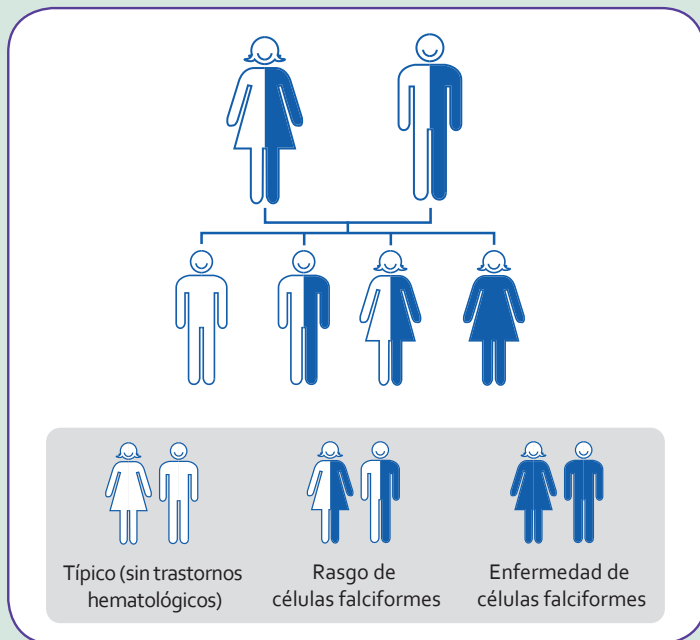 Típico (sin trastornos
hematológicos)
Rasgo de
células falciformes
Enfermedad de
células falciformes